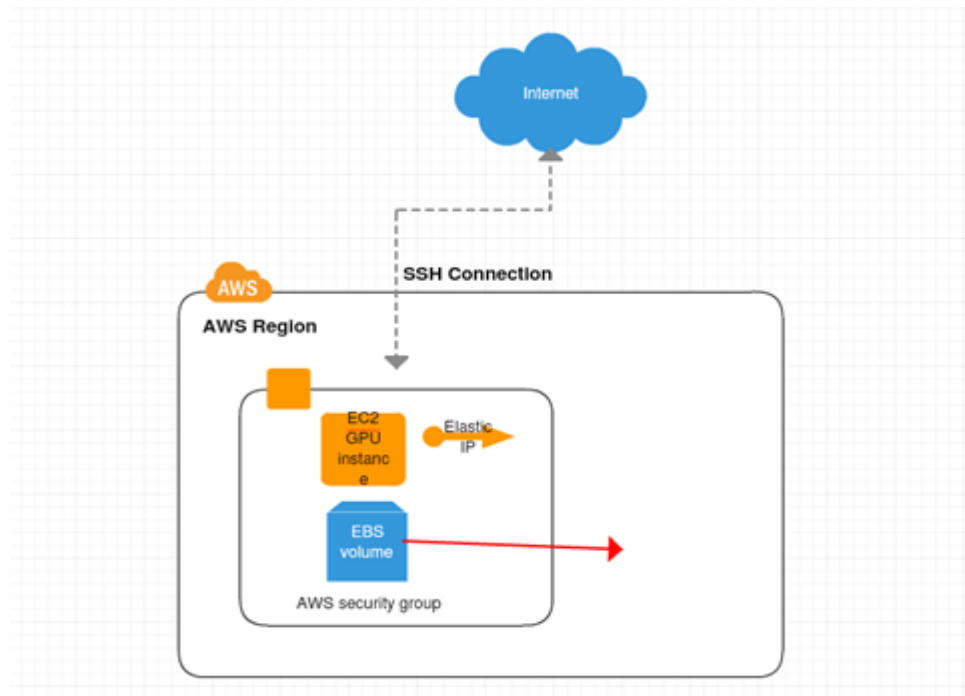 Internet
SSH Connection
AWS
AWS Region
EC2
GPU
instanc
e
Elastic
IP
EBS
volume
AWS security group